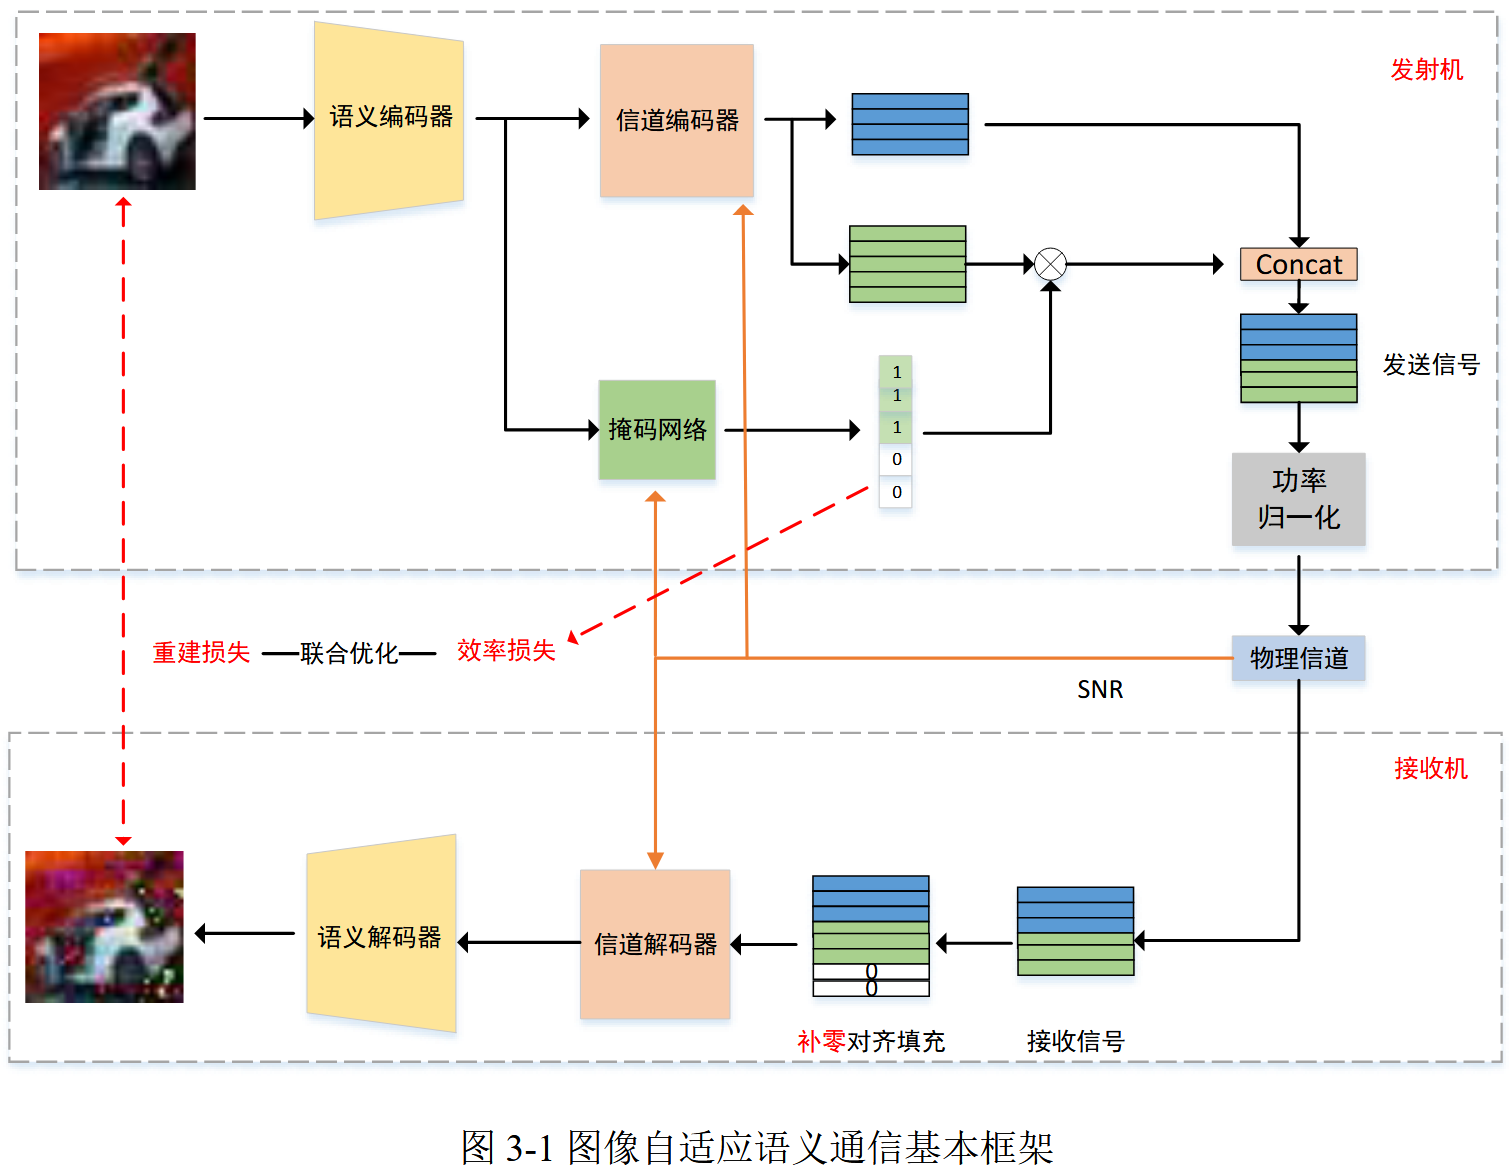 发射机
语义编码器
信道编码器
Concat
发送信号
1
1
1
0
0
掩码网络
功率
归一化
重建损失
联合优化
效率损失
物理信道
SNR
接收机
语义解码器
信道解码器
0
0
补零对齐填充
接收信号
图 3-1 图像自适应语义通信基本框架